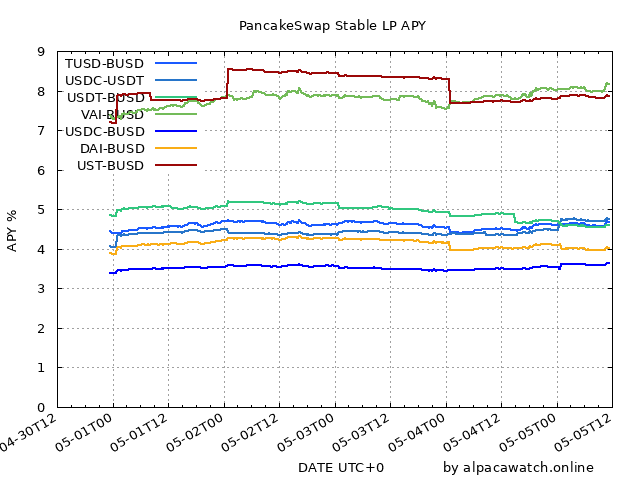 PancakeSwap Stable LP APY
9
8
7
6
5
4
3
2
1
0
APY %
TUSD-BUSD
USDC-USDT
USDT-BUSD
VAI-BUSD
USDC-BUSD
DAI-BUSD
UST-BUSD
04-30T12
05-01T00
05-01T12
05-02T00
05-02T12
05-03T00
05-03T12
05-04T00
05-04T12
05-05T00
05-05T12
DATE UTC+0
by alpacawatch.online